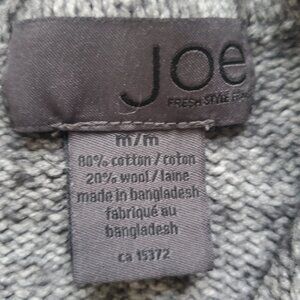 Joe
FRESH STYLE
m/m
80% cotton / coton
20% wool / laine
made in bangladesh
fabriqué au
bangladesh
ca 15372